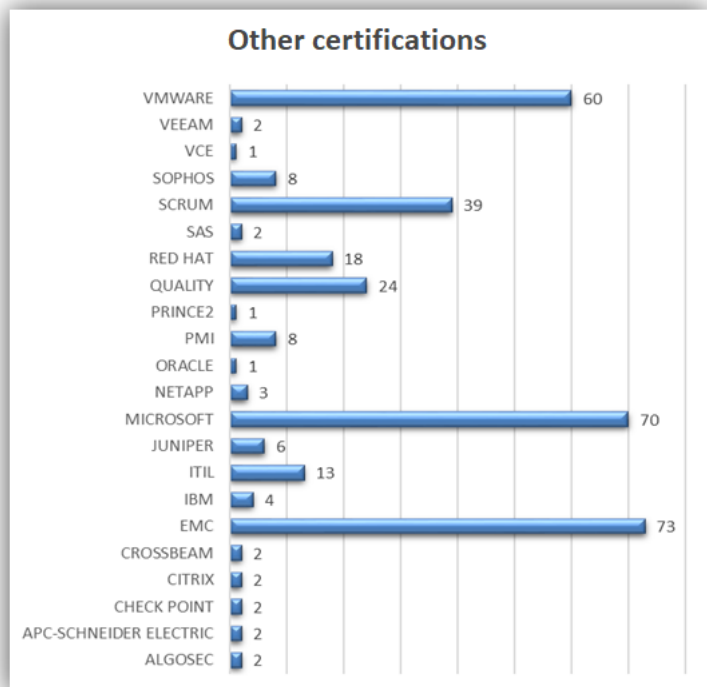 Other certifications
VMWARE 60
VEEAM 2
VCE 1
SOPHOS 8
SCRUM 39
SAS 2
RED HAT 18
QUALITY 24
PRINCE2 1
PMI 8
ORACLE 1
NETAPP 3
MICROSOFT 70
JUNIPER 6
ITIL 13
IBM 4
EMC 73
CROSSBEAM 2
CITRIX 2
CHECK POINT 2
APC-SCHNEIDER ELECTRIC 2
ALGOSEC 2